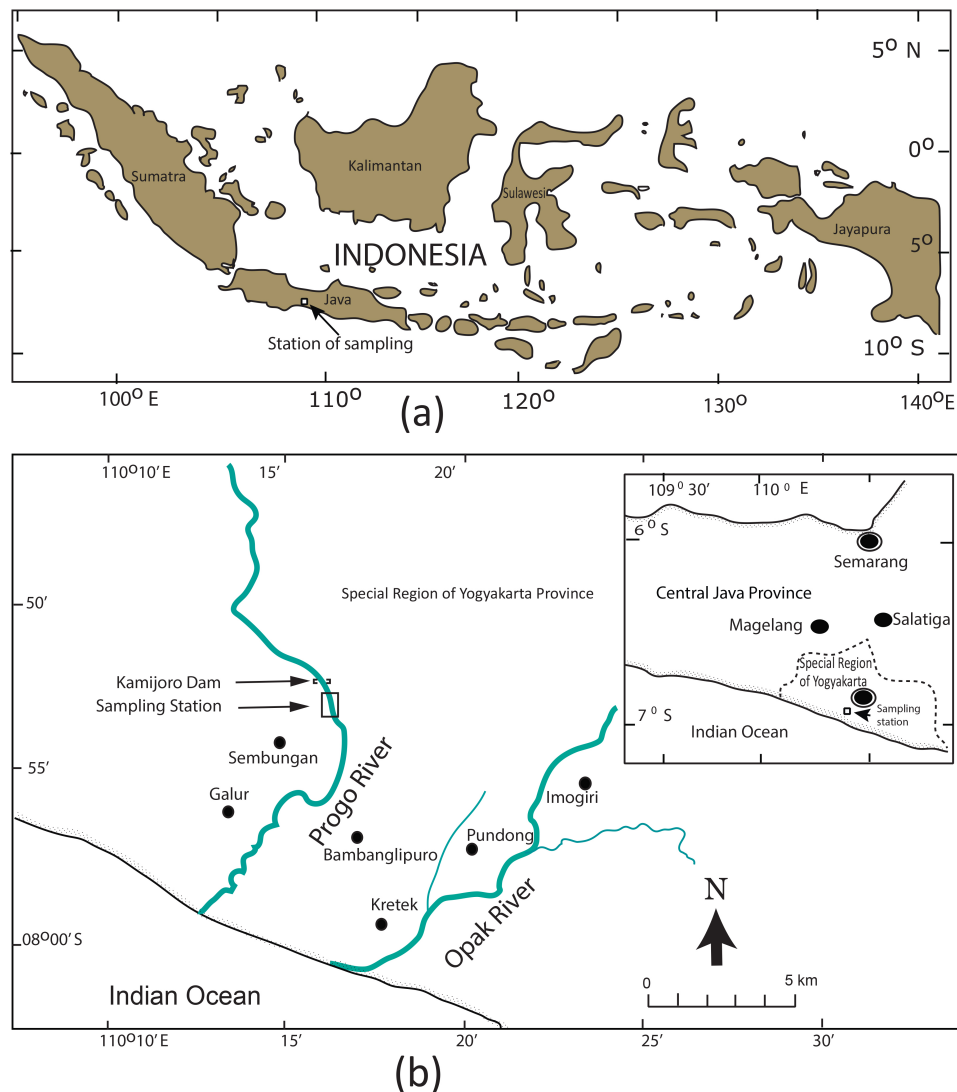 5° N
0°
5°
10° S
Sumatra
Kalimantan
Sulawesi
Jayapura
INDONESIA
Java
Station of sampling
100° E
110°
120°
130°
140°E
(a)
110°10' E
15'
20'
109° 30'
110° E
6° S
Semarang
Central Java Province
Magelang
Salatiga
Special Region
of Yogyakarta
Sampling
station
7° S
Indian Ocean
50'
Special Region of Yogyakarta Province
Kamijoro Dam
Sampling Station
Sembungan
55'
Galur
Progo River
Imogiri
Pundong
Bambanglipuro
Kretek
Opak River
N
08°00' S
0
5 km
Indian Ocean
110°10' E
15'
20'
25'
30'
(b)